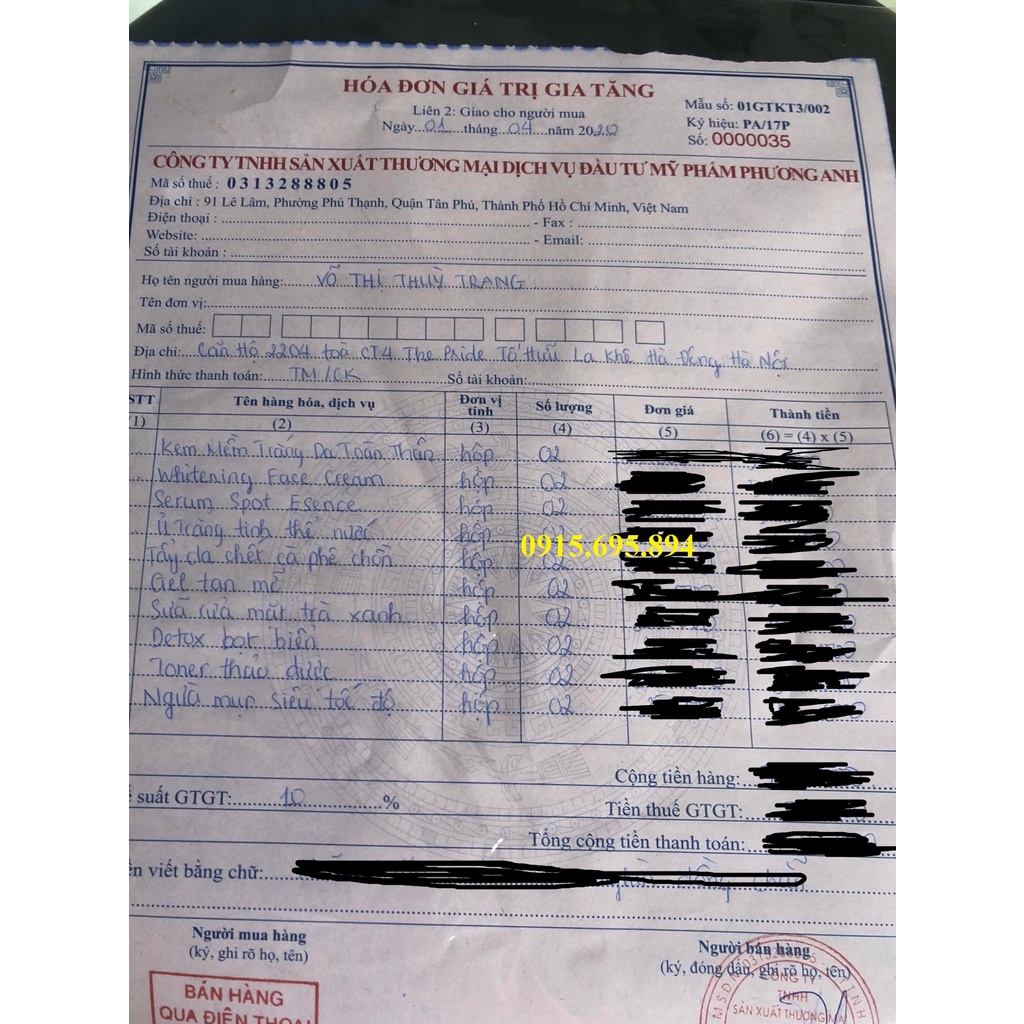 HÓA ĐƠN GIÁ TRỊ GIA TĂNG
Liên 2: Giao cho người mua
Ngày...01....tháng...04....năm 2020
Mẫu số: 01GTKT3/002
Ký hiệu: PA/17P
Số: 0000035
CÔNG TY TNHH SẢN XUẤT THƯƠNG MẠI DỊCH VỤ ĐẦU TƯ MỸ PHẨM PHƯƠNG ANH
Mã số thuế : 0313288805
Địa chỉ : 91 Lê Lâm, Phường Phú Thạnh, Quận Tân Phú, Thành Phố Hồ Chí Minh, Việt Nam
Điện thoại : - Fax :
Website: - Email:
Số tài khoản :
Họ tên người mua hàng: VÕ THỊ THUỲ TRANG
Tên đơn vị:
Mã số thuế:
Địa chỉ: Căn Hộ 2204 toà CT4 The Pride Tố Hữu La Khê Hà Đông Hà Nội
Hình thức thanh toán: TM/CK Số tài khoản:
STT Tên hàng hóa, dịch vụ Đơn vị tính Số lượng Đơn giá Thành tiền
(1) (2) (3) (4) (5) (6) = (4) x (5)
Kem Mềm Trắng Da Toàn Thân hộp 02
Whitening Face Cream hộp 02
Serum Spot Esence hộp 02
Ủ Trắng tinh thể nước hộp 02
0915.695.894
Tẩy da chết cà phê chồn hộp 02
Gel tan mỡ hộp 02
Sữa rửa mặt trà xanh hộp 02
Detox bọt biển hộp 02
Toner thảo dược hộp 02
Ngừa mụn siêu tốc độ hộp 02
Cộng tiền hàng:
suất GTGT: 10 % Tiền thuế GTGT:
Tổng cộng tiền thanh toán:
viết bằng chữ:
Người mua hàng
(ký, ghi rõ họ, tên)
Người bán hàng
(ký, đóng dấu, ghi rõ họ, tên)
BÁN HÀNG
QUA ĐIỆN THOẠI
CÔNG TY
TNHH
SẢN XUẤT THƯƠNG MẠI